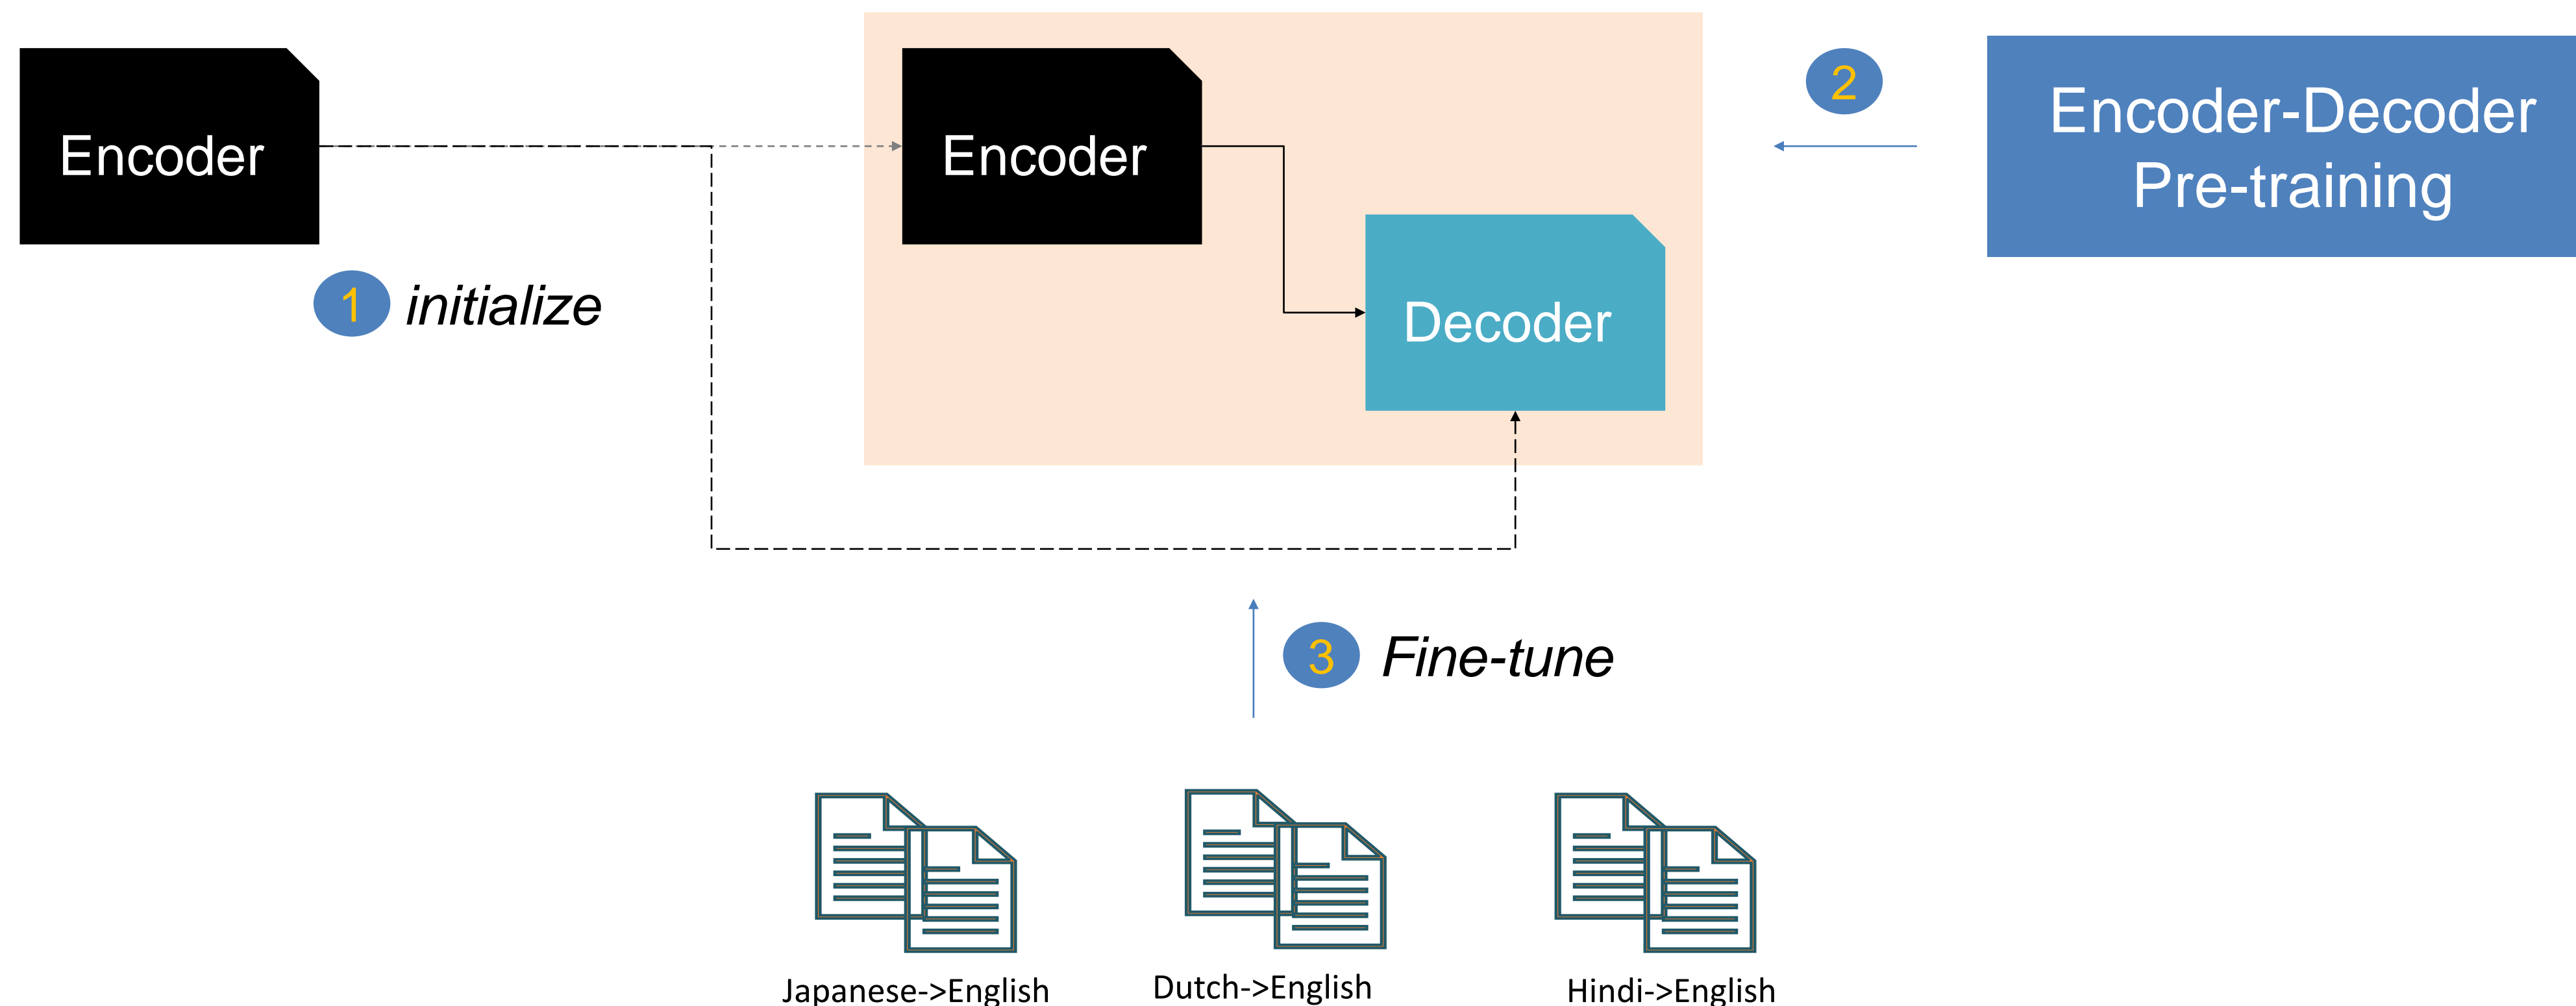 Encoder
1 initialize
Encoder
Decoder
2
Encoder-Decoder
Pre-training
3 Fine-tune
Japanese->English
Dutch->English
Hindi->English